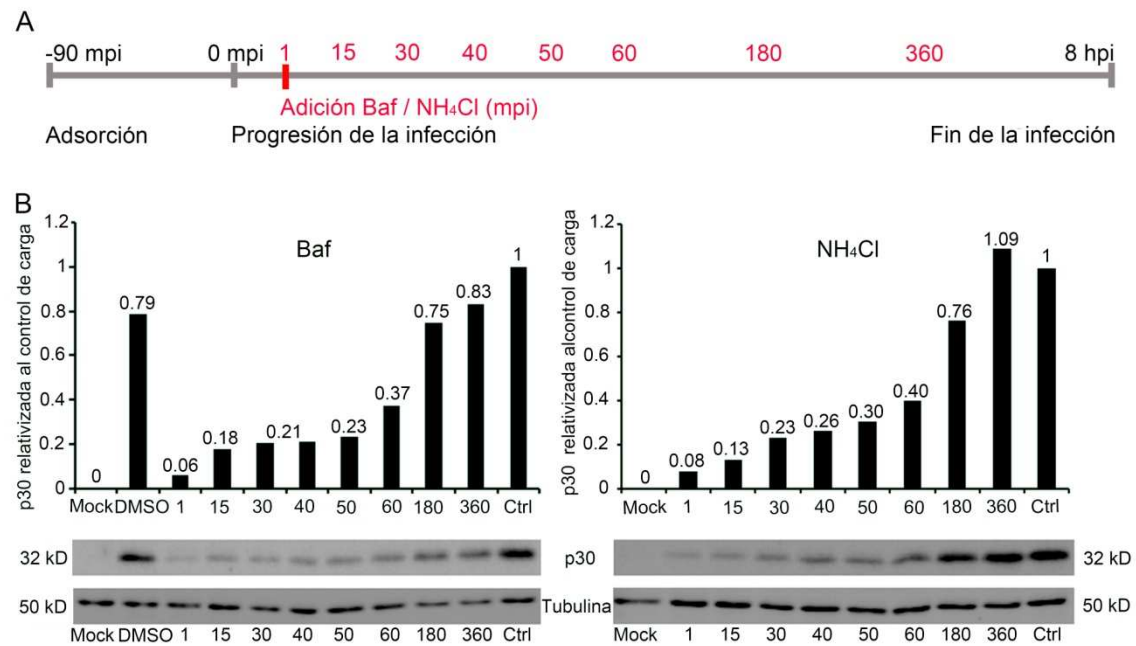 A
-90 mpi 0 mpi 1 15 30 40 50 60 180 360 8 hpi
Adición Baf / NH₄Cl (mpi)
Adsorción Progresión de la infección Fin de la infección
B
p30 relativizada al control de carga
1.2
1
0.8
0.6
0.4
0.2
0
Baf
0 0.79 0.06 0.18 0.21 0.23 0.37 0.75 0.83 1
Mock DMSO 1 15 30 40 50 60 180 360 Ctrl
p30 relativizada alcontrol de carga
1.2
1
0.8
0.6
0.4
0.2
0
NH₄Cl
0 0.08 0.13 0.23 0.26 0.30 0.40 0.76 1.09 1
Mock 1 15 30 40 50 60 180 360 Ctrl
32 kD p30 32 kD
50 kD Tubulina 50 kD
Mock DMSO 1 15 30 40 50 60 180 360 Ctrl
Mock 1 15 30 40 50 60 180 360 Ctrl